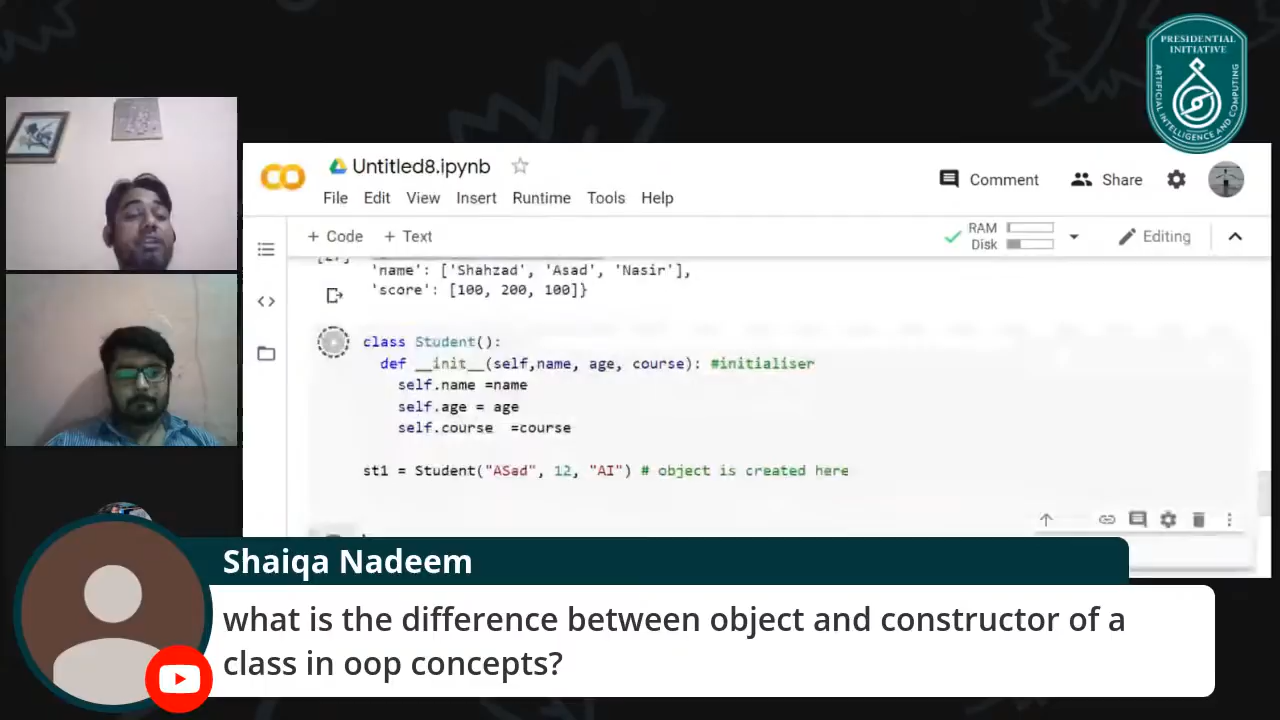 PRESIDENTIAL
INITIATIVE
ARTIFICIAL INTELLIGENCE AND COMPUTING
Untitled8.ipynb
Comment
Share
File Edit View Insert Runtime Tools Help
+ Code + Text
RAM
Disk
Editing
'name': ['Shahzad', 'Asad', 'Nasir'],
'score': [100, 200, 100]}
class Student():
def __init__(self,name, age, course): #initialiser
self.name =name
self.age = age
self.course =course
st1 = Student("ASad", 12, "AI") # object is created here
Shaiqa Nadeem
what is the difference between object and constructor of a
class in oop concepts?